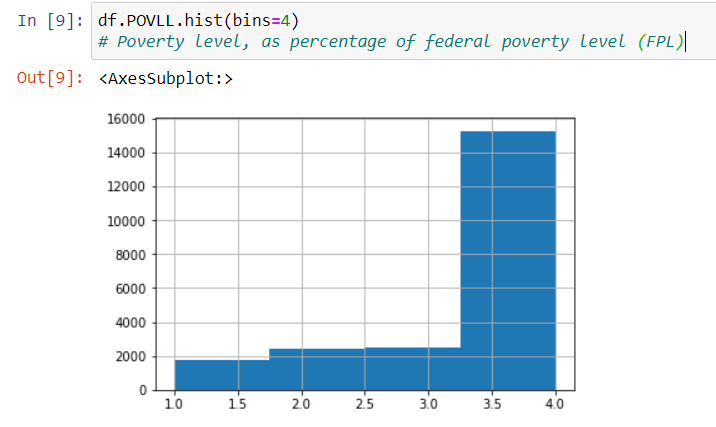 In [9]: df.POVLL.hist(bins=4)
# Poverty level, as percentage of federal poverty level (FPL)
Out[9]: <AxesSubplot:>
16000
14000
12000
10000
8000
6000
4000
2000
0
1.0 1.5 2.0 2.5 3.0 3.5 4.0